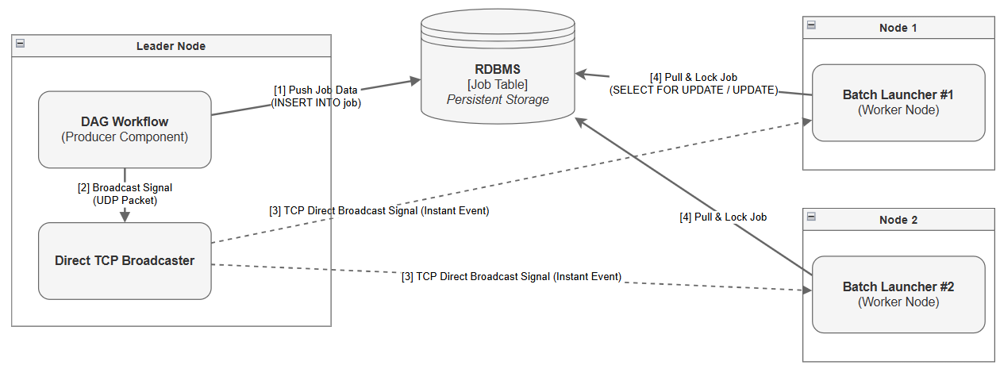 Leader Node
DAG Workflow
(Producer Component)
[2] Broadcast Signal
(UDP Packet)
Direct TCP Broadcaster
[1] Push Job Data
(INSERT INTO job)
RDBMS
[Job Table]
Persistent Storage
[4] Pull & Lock Job
(SELECT FOR UPDATE / UPDATE)
[3] TCP Direct Broadcast Signal (Instant Event)
[4] Pull & Lock Job
[3] TCP Direct Broadcast Signal (Instant Event)
Node 1
Batch Launcher #1
(Worker Node)
Node 2
Batch Launcher #2
(Worker Node)